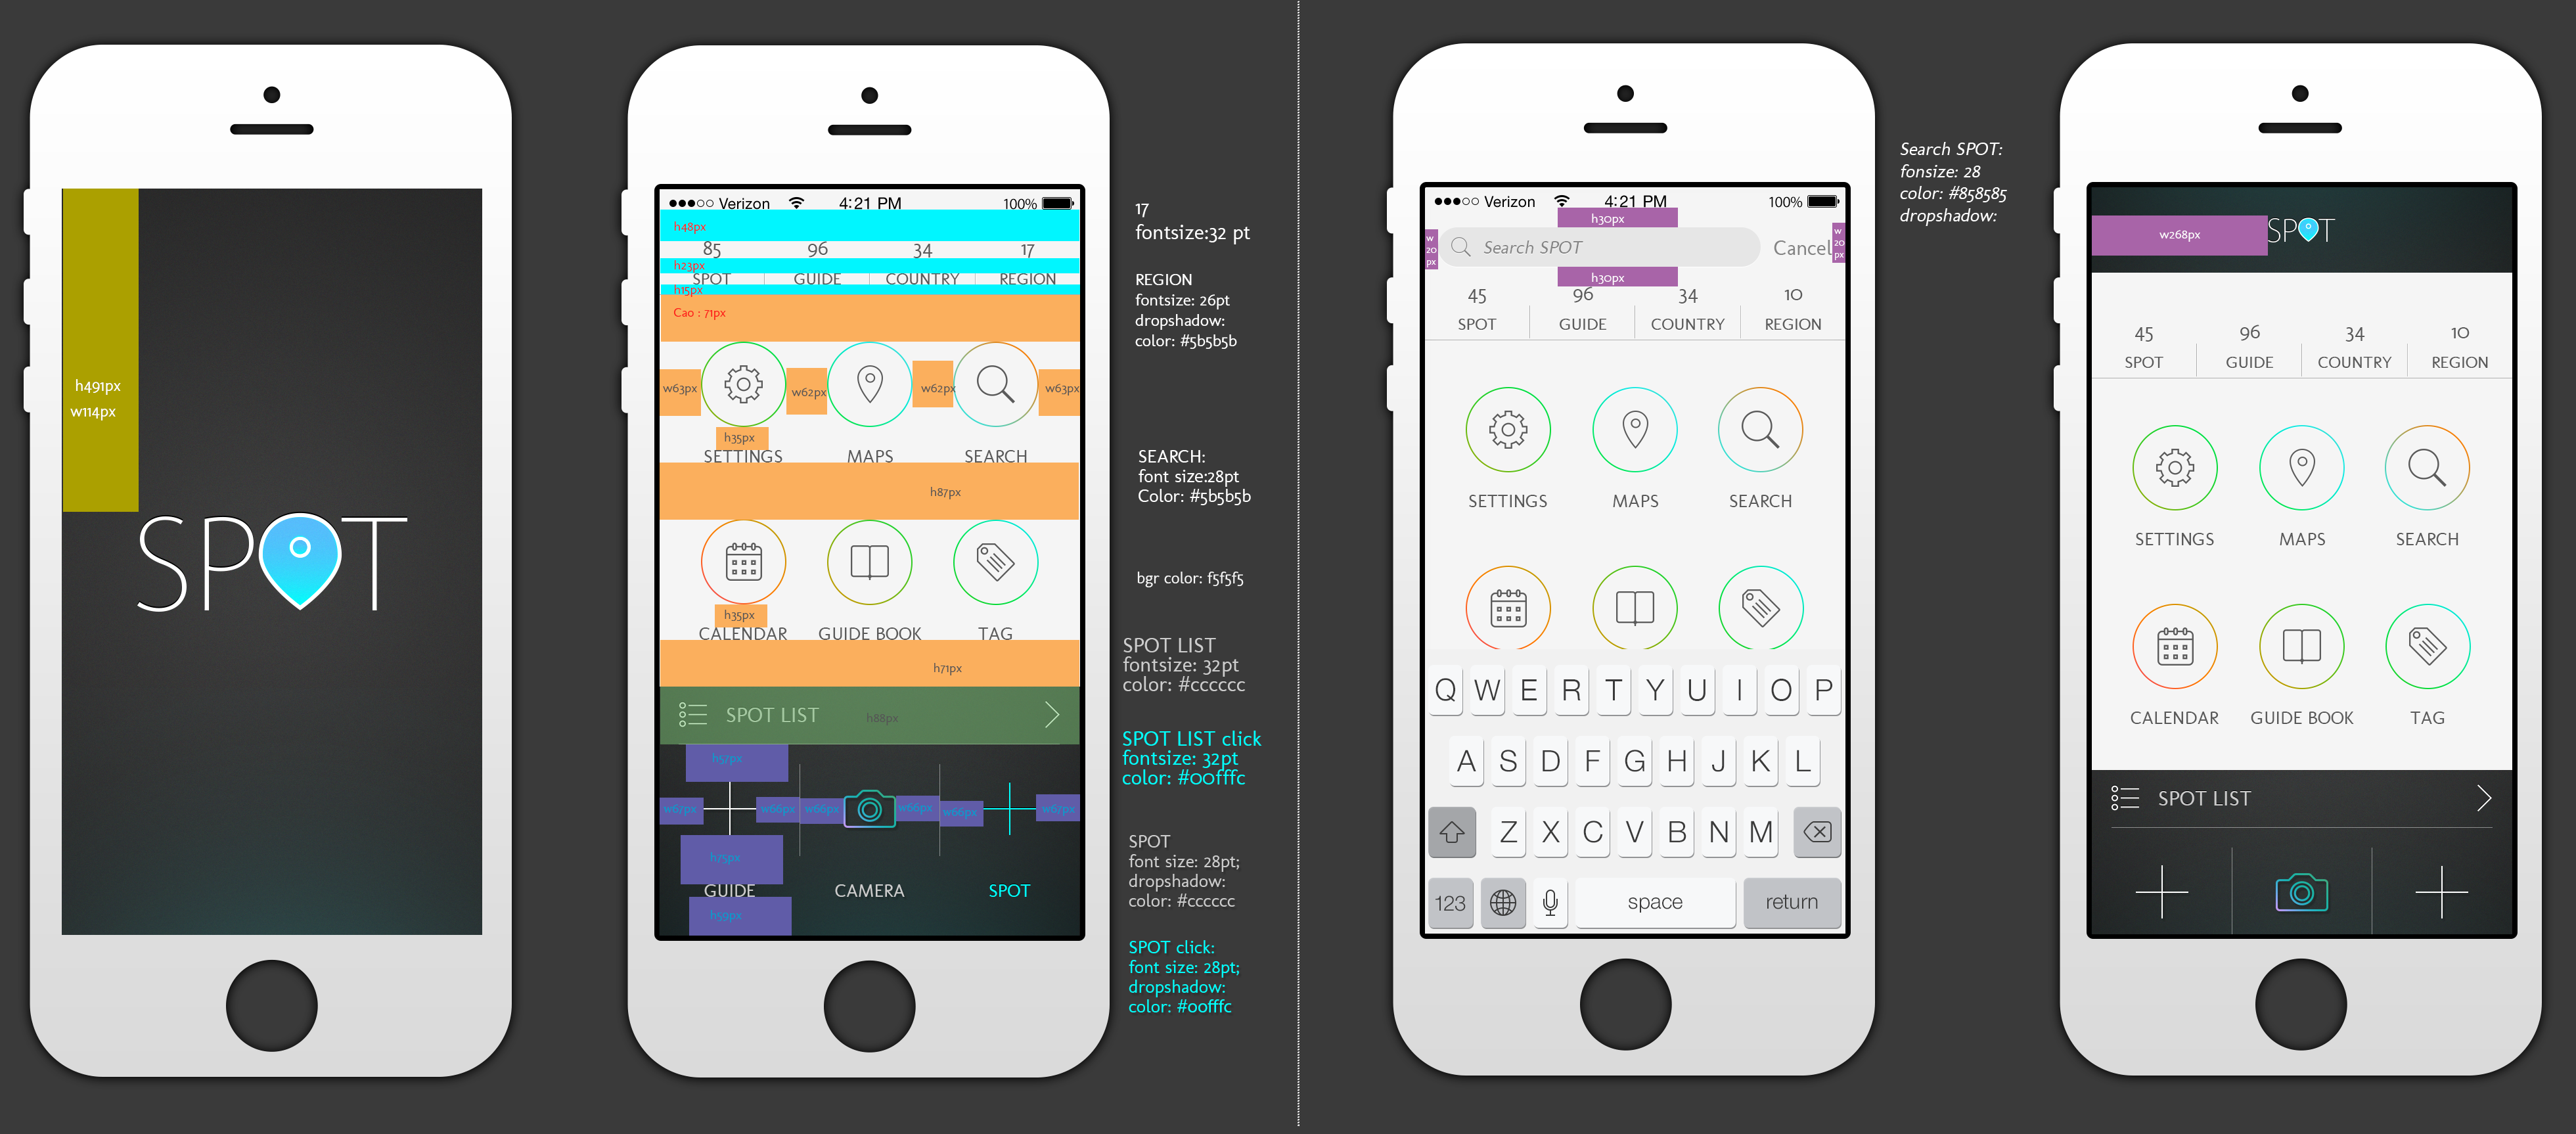 h491px
w114px
SPOT
Verizon 4:21 PM 100%
h48px
85 96 34 17
h23px
SPOT GUIDE COUNTRY REGION
h15px
Cao : 71px
w63px w62px w62px w63px
h35px
SETTINGS MAPS SEARCH
h87px
h35px
CALENDAR GUIDE BOOK TAG
h71px
SPOT LIST h88px
h57px
w67px w66px w66px w66px w66px w67px
h75px
GUIDE CAMERA SPOT
h59px
17
fontsize:32 pt
REGION
fontsize: 26pt
dropshadow:
color: #5b5b5b
SEARCH:
font size:28pt
Color: #5b5b5b
bgr color: f5f5f5
SPOT LIST
fontsize: 32pt
color: #cccccc
SPOT LIST click
fontsize: 32pt
color: #00fffc
SPOT
font size: 28pt;
dropshadow:
color: #cccccc
SPOT click:
font size: 28pt;
dropshadow:
color: #00fffc
Verizon 4:21 PM 100%
h30px
w
20
px
Search SPOT Cancel
w
20
px
h30px
45 96 34 10
SPOT GUIDE COUNTRY REGION
SETTINGS MAPS SEARCH
Q W E R T Y U I O P
A S D F G H J K L
Z X C V B N M
123 space return
Search SPOT:
fonsize: 28
color: #858585
dropshadow:
w268px SPOT
45 96 34 10
SPOT GUIDE COUNTRY REGION
SETTINGS MAPS SEARCH
CALENDAR GUIDE BOOK TAG
SPOT LIST